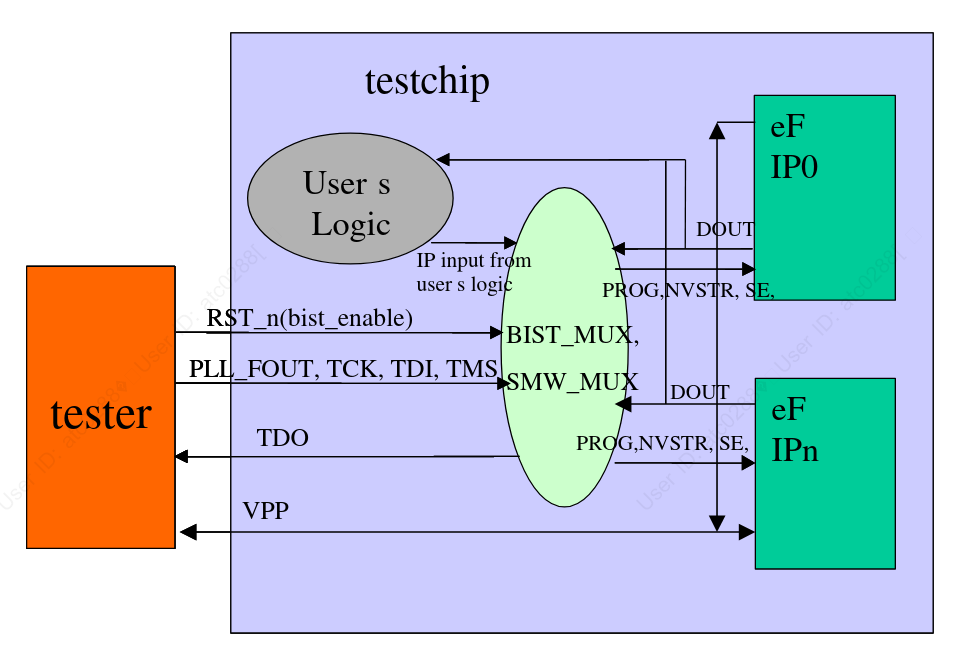 testchip
eF
IP0
User s
Logic
DOUT
IP input from
user s logic
PROG,NVSTR, SE,
RST_n(bist_enable)
BIST_MUX,
PLL_FOUT, TCK, TDI, TMS
SMW_MUX
DOUT
eF
IPn
tester
TDO
PROG,NVSTR, SE,
VPP